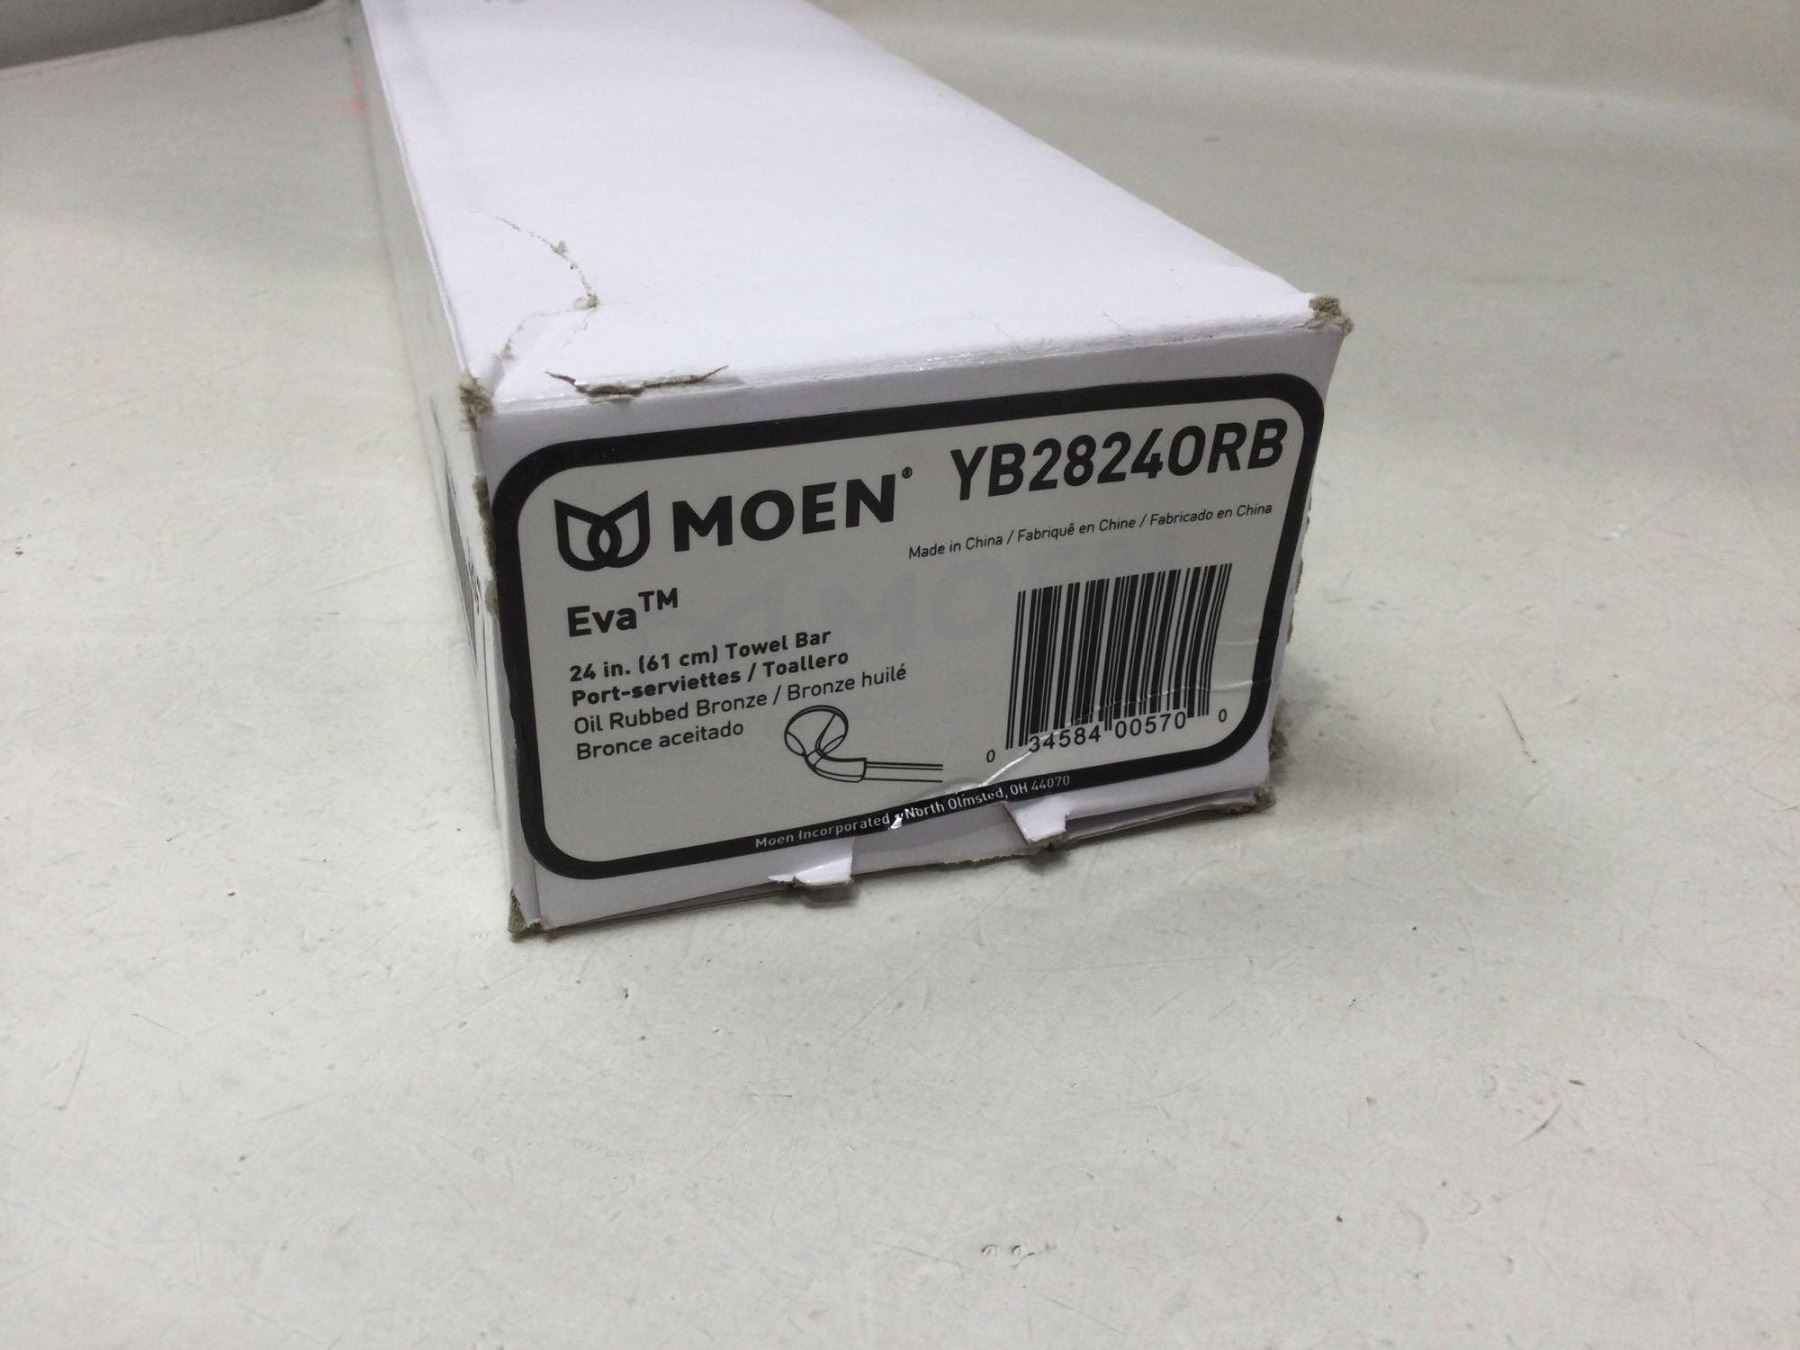 MOEN® YB2824ORB
Made in China / Fabriqué en Chine / Fabricado en China
Eva™
24 in. (61 cm) Towel Bar
Port-serviettes / Toallero
Oil Rubbed Bronze / Bronze huilé
Bronce aceitado
0 34584 00570 0
Moen Incorporated • North Olmsted, OH 44070